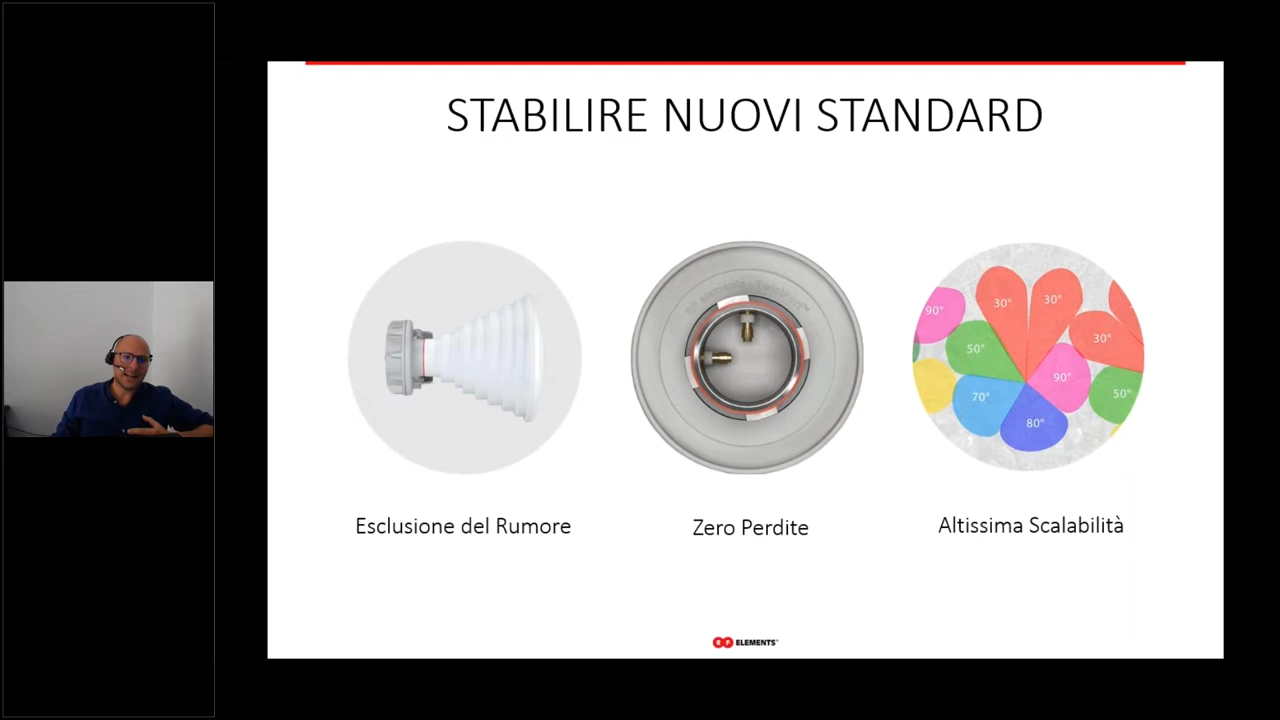 STABILIRE NUOVI STANDARD
90°
30°
30°
30°
50°
90°
50°
70°
80°
Esclusione del Rumore
Zero Perdite
Altissima Scalabilità
RF ELEMENTS